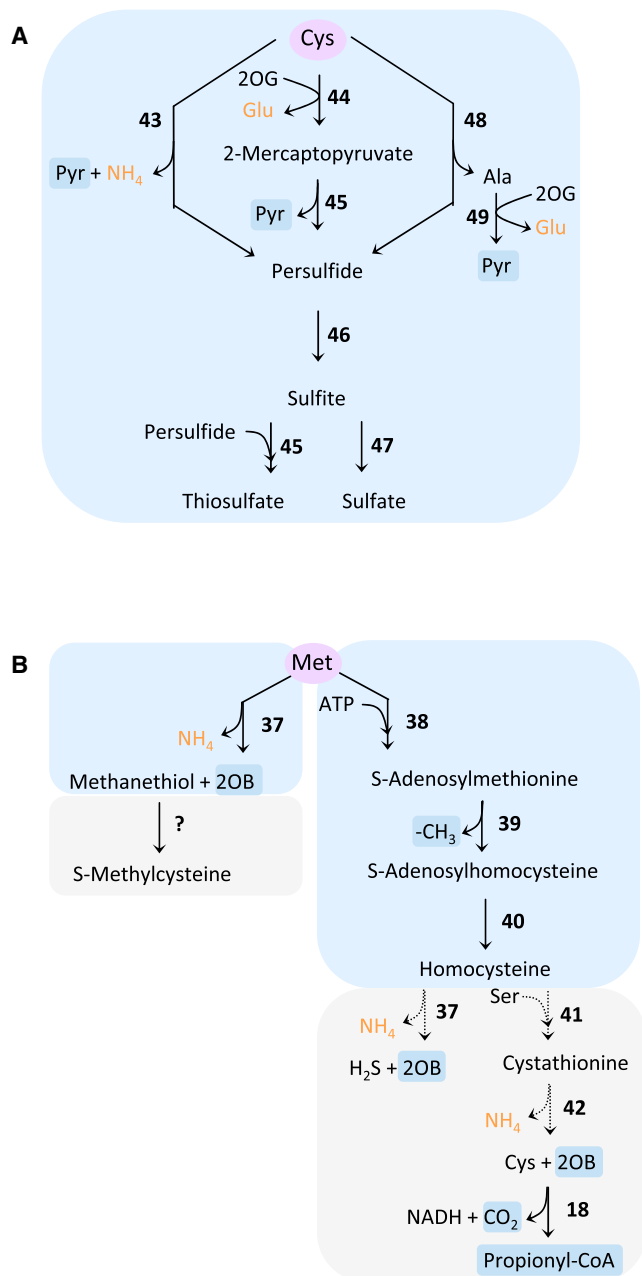 A
Cys
2OG
Glu
44
43
48
2-Mercaptopyruvate
Pyr + NH4
Ala
Pyr
45
49
2OG
Glu
Pyr
Persulfide
46
Sulfite
Persulfide
45
47
Thiosulfate
Sulfate
B
Met
ATP
37
38
NH4
Methanethiol + 2OB
S-Adenosylmethionine
?
-CH3
39
S-Methylcysteine
S-Adenosylhomocysteine
40
Homocysteine
Ser
37
41
NH4
H2S + 2OB
Cystathionine
42
NH4
Cys + 2OB
NADH + CO2
18
Propionyl-CoA